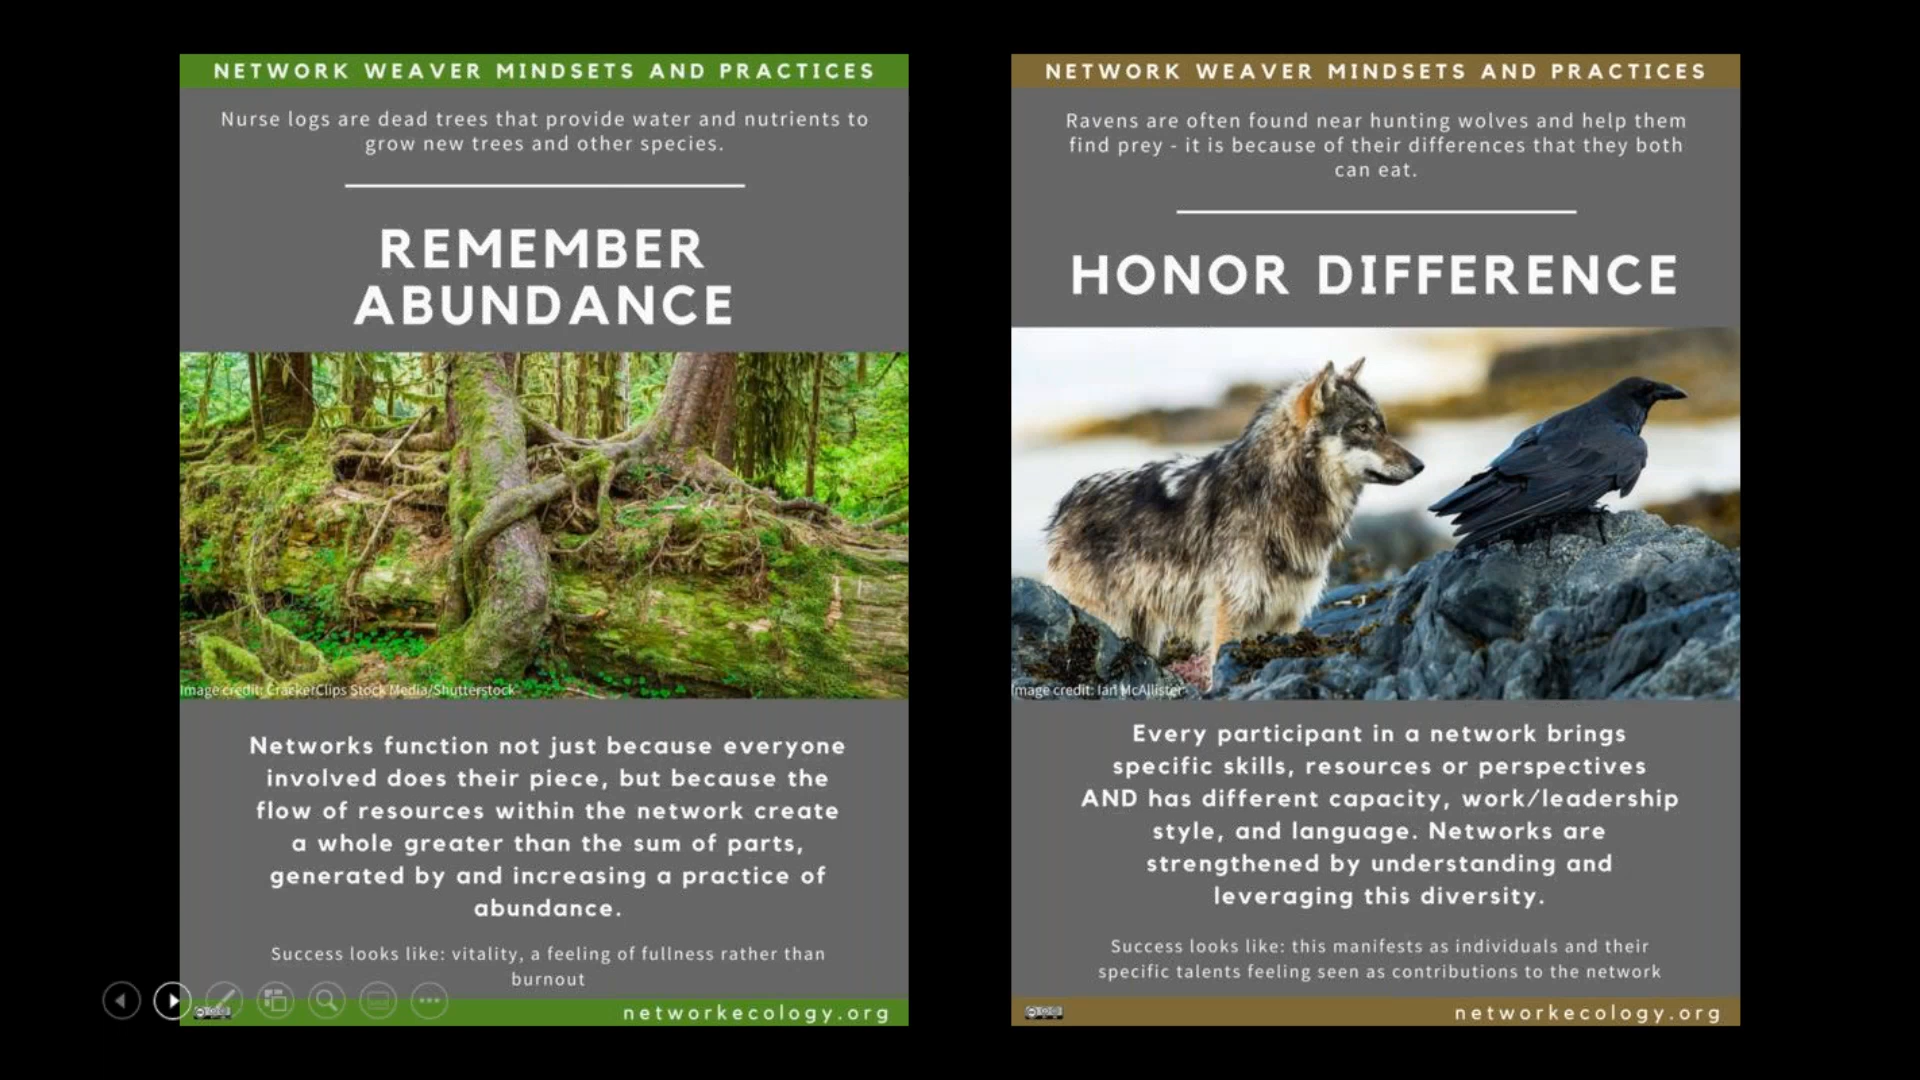 NETWORK WEAVER MINDSETS AND PRACTICES
Nurse logs are dead trees that provide water and nutrients to
grow new trees and other species.
REMEMBER
ABUNDANCE
Image credit: CrackerClips Stock Media/Shutterstock
Networks function not just because everyone
involved does their piece, but because the
flow of resources within the network create
a whole greater than the sum of parts,
generated by and increasing a practice of
abundance.
Success looks like: vitality, a feeling of fullness rather than
burnout
networkecology.org
NETWORK WEAVER MINDSETS AND PRACTICES
Ravens are often found near hunting wolves and help them
find prey - it is because of their differences that they both
can eat.
HONOR DIFFERENCE
Image credit: Ian McAllister
Every participant in a network brings
specific skills, resources or perspectives
AND has different capacity, work/leadership
style, and language. Networks are
strengthened by understanding and
leveraging this diversity.
Success looks like: this manifests as individuals and their
specific talents feeling seen as contributions to the network
networkecology.org